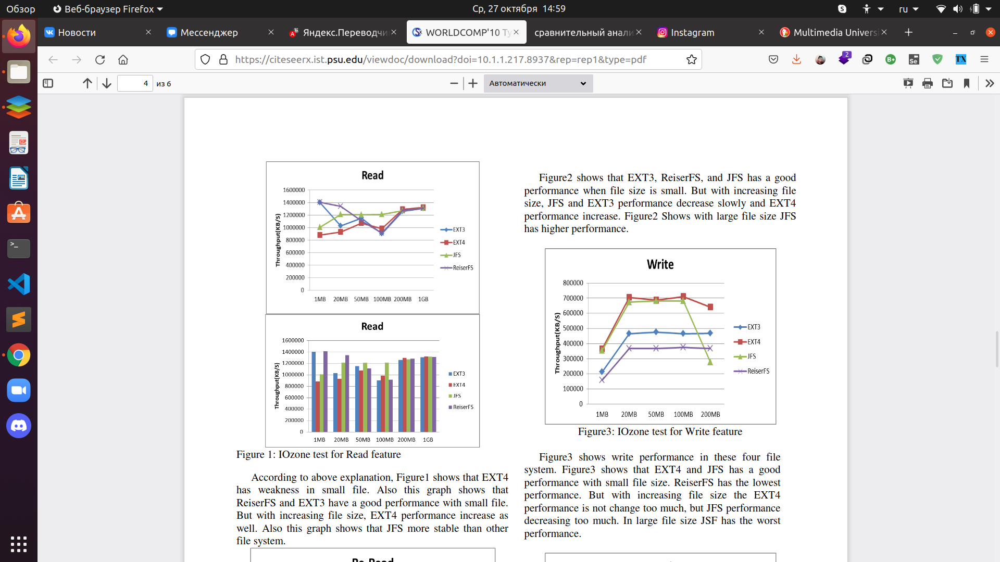 Обзор
Веб-браузер Firefox
Ср, 27 октября 14:59
ru
Новости
Мессенджер
Яндекс.Переводчи
WORLDCOMP'10 Ty
сравнительный анали
Instagram
Multimedia Univers
https://citeseerx.ist.psu.edu/viewdoc/download?doi=10.1.1.217.8937&rep=rep1&type=pdf
2
B+
Se
TX
4 из 6
Автоматически
Read
Throughput(KB/S)
1600000
1400000
1200000
1000000
800000
600000
400000
200000
0
1MB 20MB 50MB 100MB 200MB 1GB
EXT3
EXT4
JFS
ReiserFS
Read
Throughput(KB/S)
1600000
1400000
1200000
1000000
800000
600000
400000
200000
0
1MB 20MB 50MB 100MB 200MB 1GB
EXT3
EXT4
JFS
ReiserFS
Figure 1: IOzone test for Read feature
According to above explanation, Figure1 shows that EXT4
has weakness in small file. Also this graph shows that
ReiserFS and EXT3 have a good performance with small file.
But with increasing file size, EXT4 performance increase as
well. Also this graph shows that JFS more stable than other
file system.
Re-Read
Figure2 shows that EXT3, ReiserFS, and JFS has a good
performance when file size is small. But with increasing file
size, JFS and EXT3 performance decrease slowly and EXT4
performance increase. Figure2 Shows with large file size JFS
has higher performance.
Write
Throughput(KB/S)
800000
700000
600000
500000
400000
300000
200000
100000
0
1MB 20MB 50MB 100MB 200MB
EXT3
EXT4
JFS
ReiserFS
Figure3: IOzone test for Write feature
Figure3 shows write performance in these four file
system. Figure3 shows that EXT4 and JFS has a good
performance with small file size. ReiserFS has the lowest
performance. But with increasing file size the EXT4
performance is not change too much, but JFS performance
decreasing too much. In large file size JSF has the worst
performance.